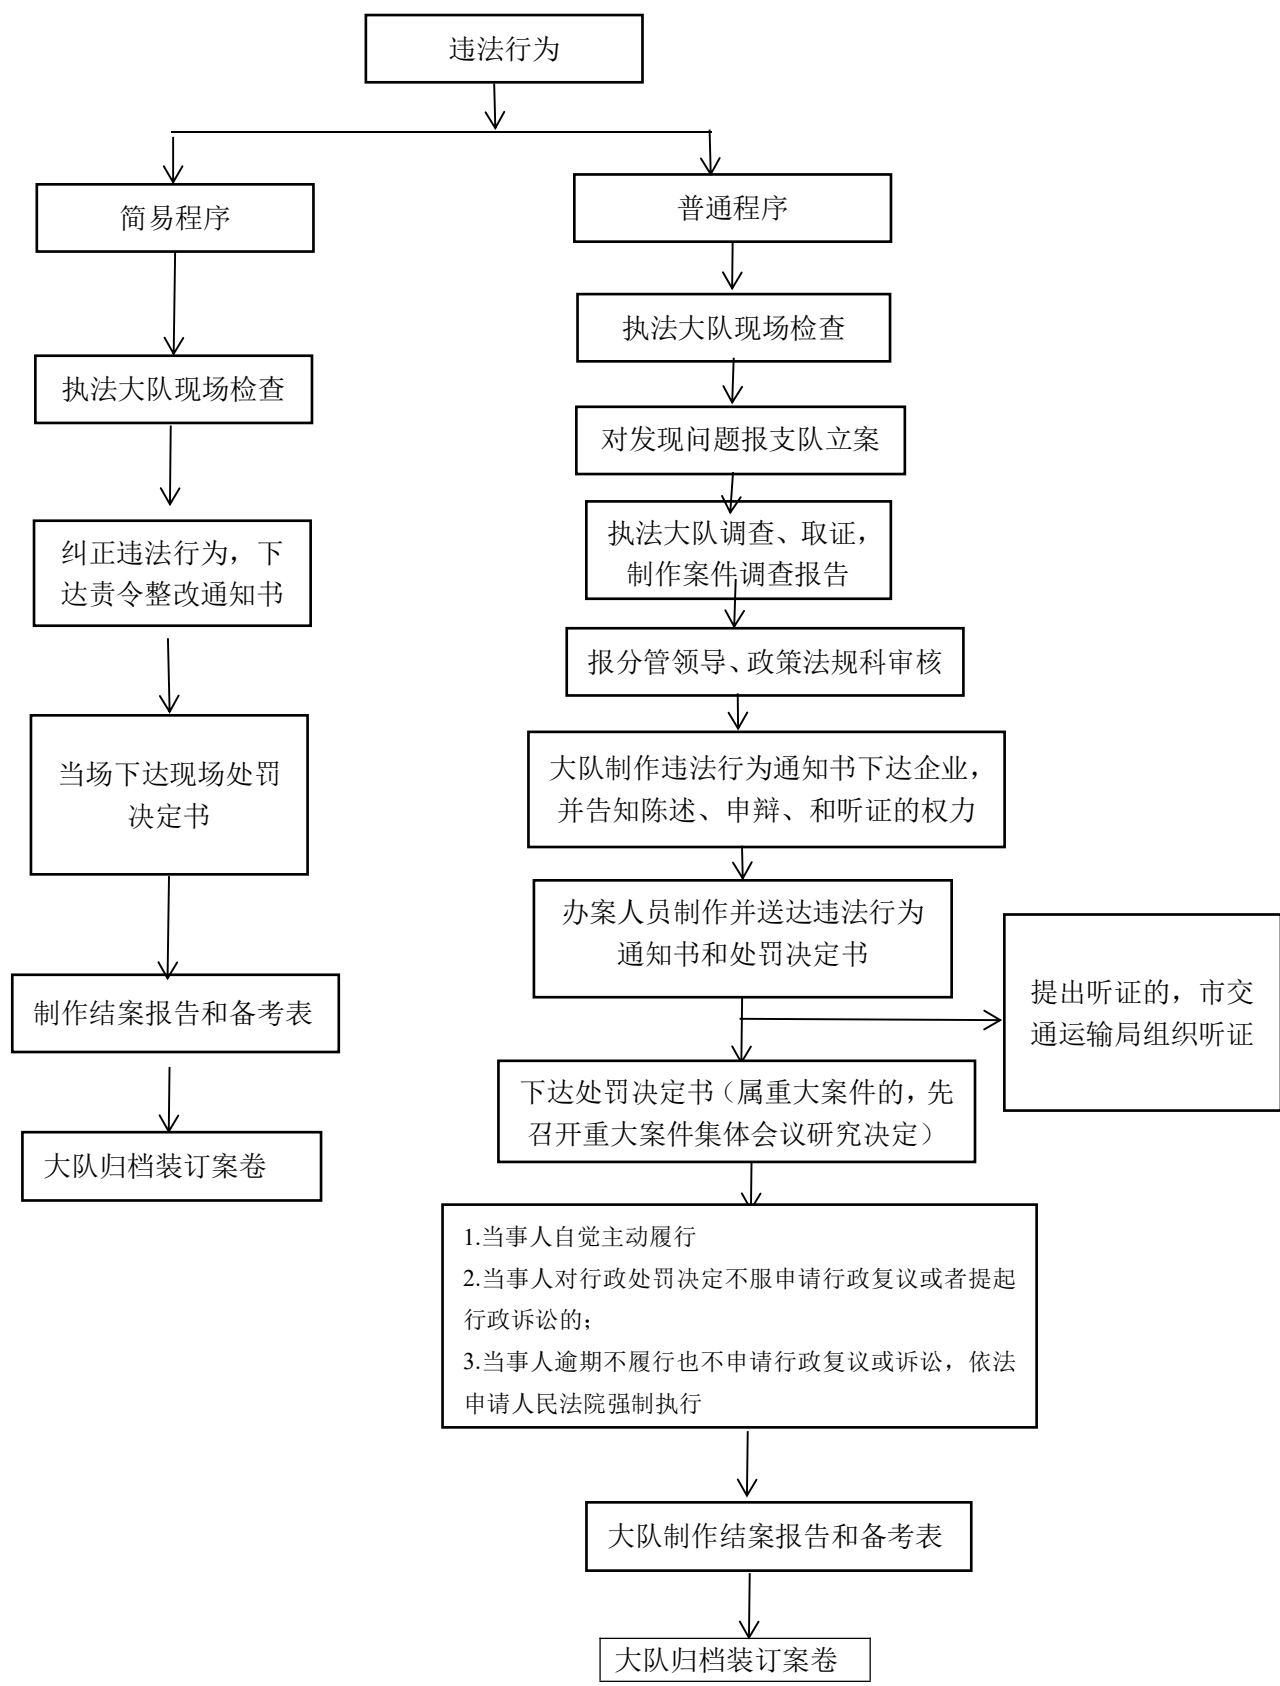 违法行为
简易程序
执法大队现场检查
纠正违法行为，下
达责令整改通知书
当场下达现场处罚
决定书
制作结案报告和备考表
大队归档装订案卷
普通程序
执法大队现场检查
对发现问题报支队立案
执法大队调查、取证，
制作案件调查报告
报分管领导、政策法规科审核
大队制作违法行为通知书下达企业，
并告知陈述、申辩、和听证的权力
办案人员制作并送达违法行为
通知书和处罚决定书
提出听证的，市交
通运输局组织听证
下达处罚决定书（属重大案件的，先
召开重大案件集体会议研究决定）
1.当事人自觉主动履行
2.当事人对行政处罚决定不服申请行政复议或者提起
行政诉讼的；
3.当事人逾期不履行也不申请行政复议或诉讼，依法
申请人民法院强制执行
大队制作结案报告和备考表
大队归档装订案卷